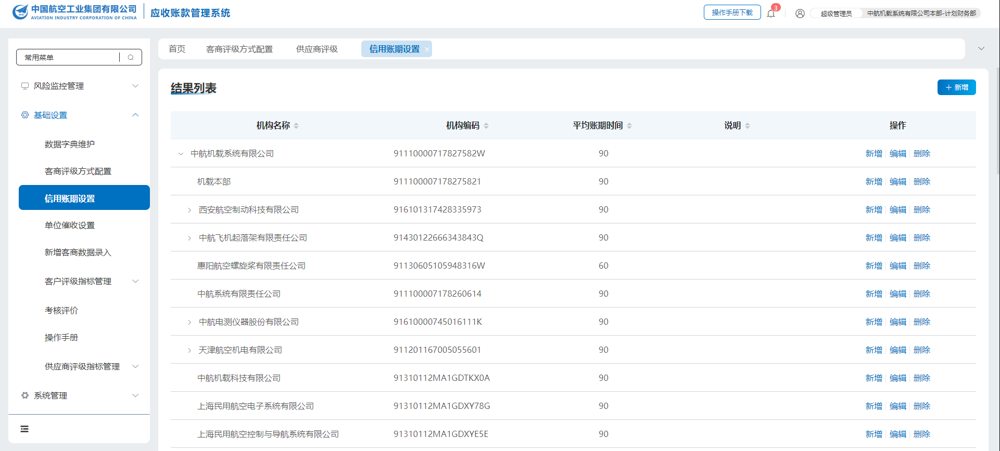 中国航空工业集团有限公司
AVIATION INDUSTRY CORPORATION OF CHINA
应收账款管理系统
操作手册下载
3
超级管理员 中航机载系统有限公司本部-计划财务部
常用菜单
风险监控管理
基础设置
数据字典维护
客商评级方式配置
信用账期设置
单位催收设置
新增客商数据录入
客户评级指标管理
考核评价
操作手册
供应商评级指标管理
系统管理
首页 客商评级方式配置 供应商评级 信用账期设置
结果列表
新增
机构名称 机构编码 平均账期时间 说明 操作
中航机载系统有限公司 91110000717827582W 90 新增 编辑 删除
机载本部 911100007178275821 90 新增 编辑 删除
西安航空制动科技有限公司 916101317428335973 90 新增 编辑 删除
中航飞机起落架有限责任公司 91430122666343843Q 90 新增 编辑 删除
惠阳航空螺旋桨有限责任公司 91130605105948316W 60 新增 编辑 删除
中航系统有限责任公司 911100007178260614 90 新增 编辑 删除
中航电测仪器股份有限公司 91610000745016111K 90 新增 编辑 删除
天津航空机电有限公司 911201167005055601 90 新增 编辑 删除
中航机载科技有限公司 91310112MA1GDTKX0A 90 新增 编辑 删除
上海民用航空电子系统有限公司 91310112MA1GDXY78G 90 新增 编辑 删除
上海民用航空控制与导航系统有限公司 91310112MA1GDXYE5E 90 新增 编辑 删除